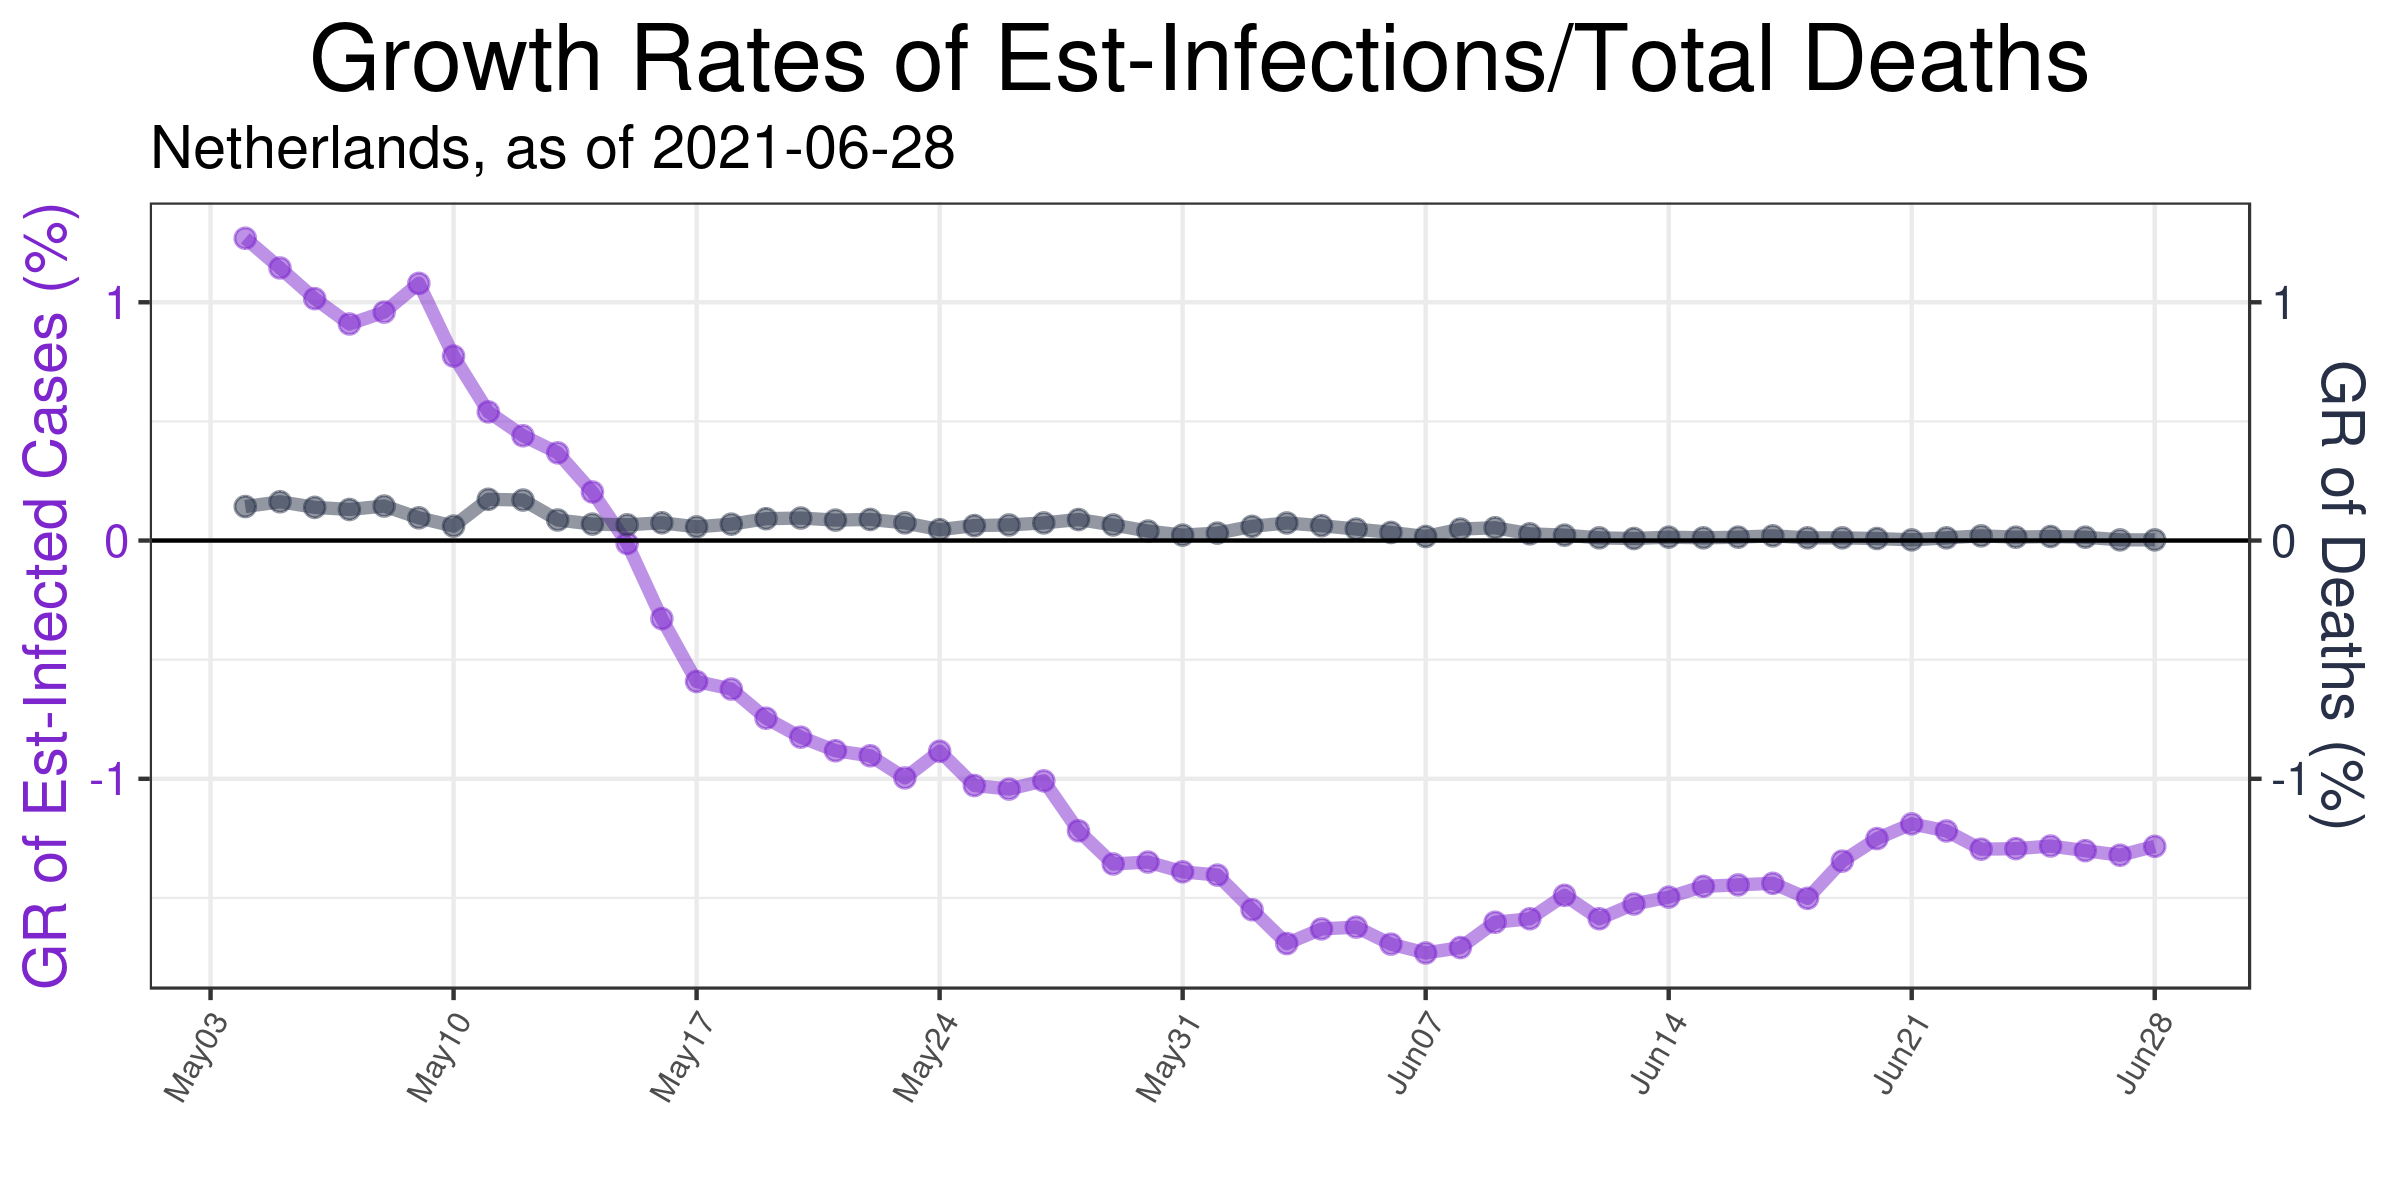 Growth Rates of Est-Infections/Total Deaths
Netherlands, as of 2021-06-28
GR of Est-Infected Cases (%)
1
0
-1
1
0
-1
GR of Deaths (%)
May03
May10
May17
May24
May31
Jun07
Jun14
Jun21
Jun28